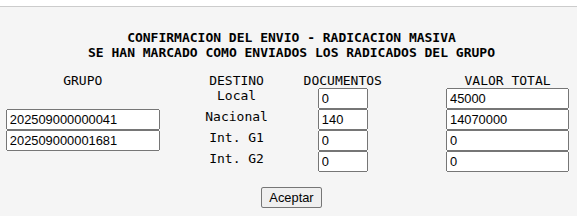 CONFIRMACION DEL ENVIO - RADICACION MASIVA
SE HAN MARCADO COMO ENVIADOS LOS RADICADOS DEL GRUPO
GRUPO DESTINO DOCUMENTOS VALOR TOTAL
Local 0 45000
202509000000041 Nacional 140 14070000
202509000001681 Int. G1 0 0
Int. G2 0 0
Aceptar